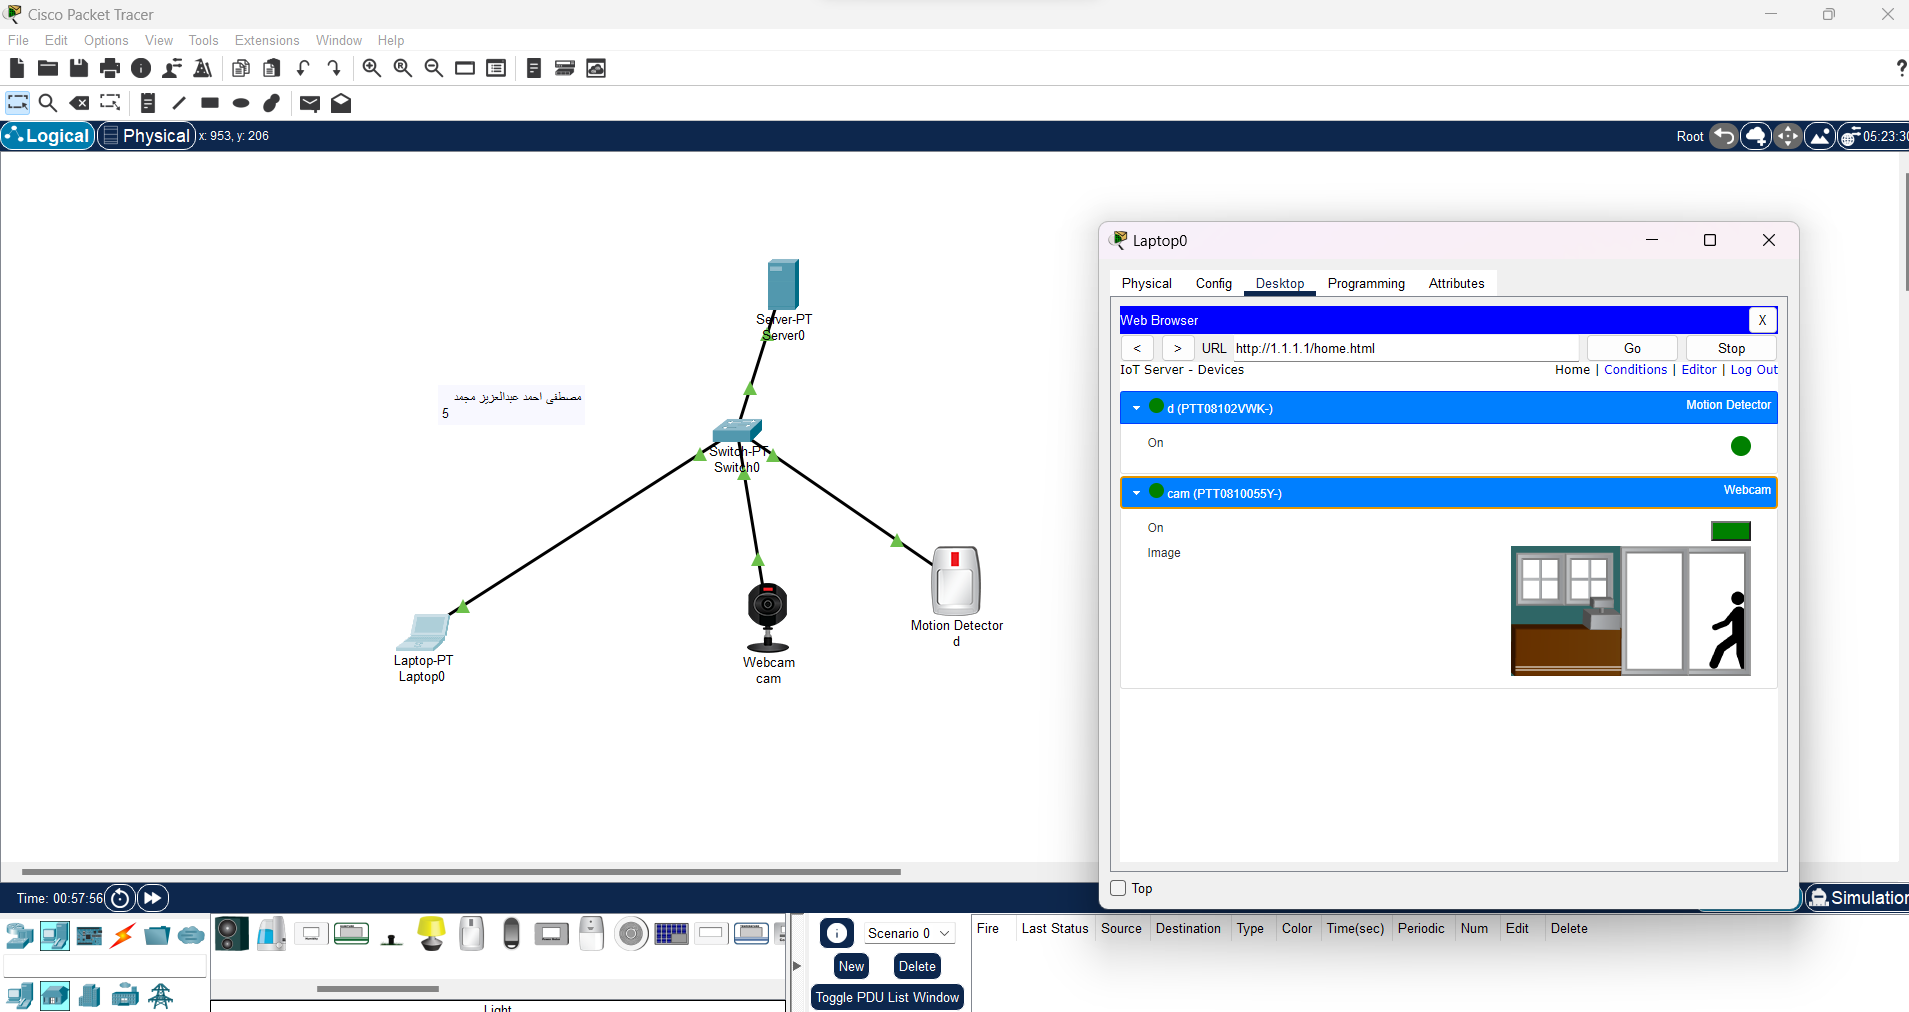 Cisco Packet Tracer
File Edit Options View Tools Extensions Window Help
?
Logical Physical x: 953, y: 206 Root 05:23:30
Server-PT
Server0
مصطفى احمد عبدالعزيز محمد
5
Switch-PT
Switch0
Laptop-PT
Laptop0
Webcam
cam
Motion Detector
d
Laptop0
Physical Config Desktop Programming Attributes
Web Browser X
< > URL http://1.1.1.1/home.html Go Stop
IoT Server - Devices Home | Conditions | Editor | Log Out
d (PTT08102VWK-) Motion Detector
On
cam (PTT0810055Y-) Webcam
On
Image
Top
Time: 00:57:56 Simulation
Scenario 0
New Delete
Toggle PDU List Window
Fire Last Status Source Destination Type Color Time(sec) Periodic Num Edit Delete
Light